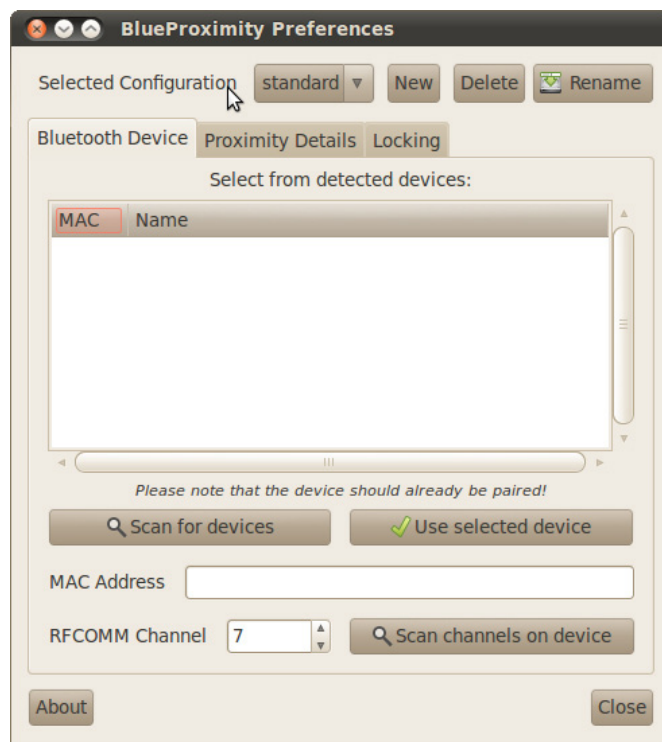 BlueProximity Preferences
Selected Configuration standard New Delete Rename
Bluetooth Device Proximity Details Locking
Select from detected devices:
MAC Name
Please note that the device should already be paired!
Scan for devices Use selected device
MAC Address
RFCOMM Channel 7 Scan channels on device
About Close